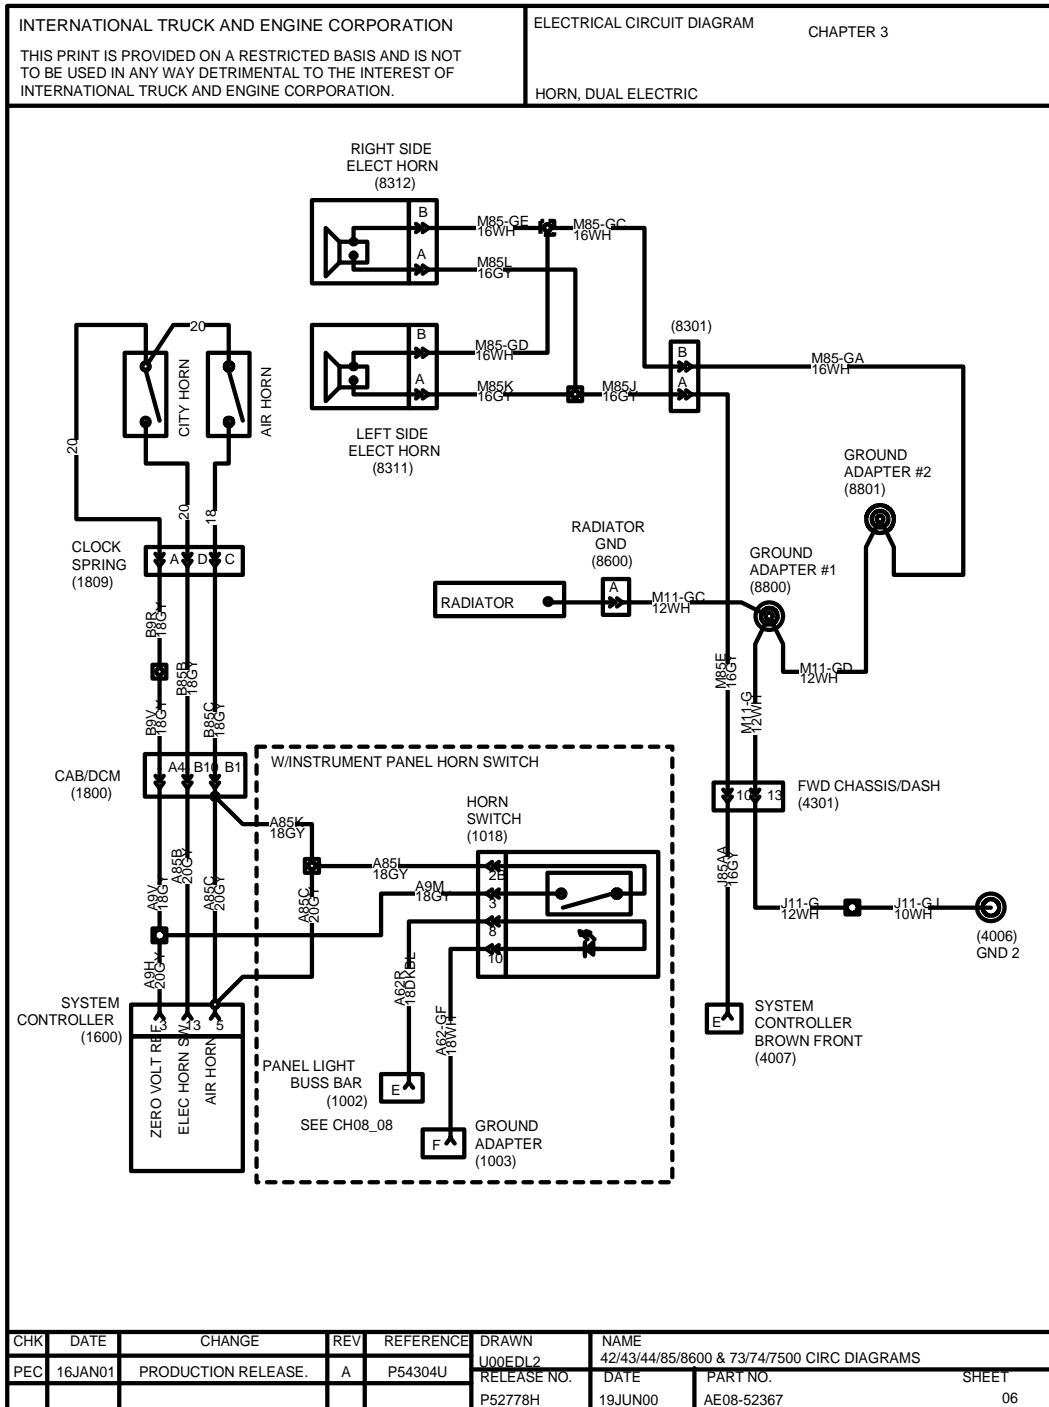 INTERNATIONAL TRUCK AND ENGINE CORPORATION
THIS PRINT IS PROVIDED ON A RESTRICTED BASIS AND IS NOT
TO BE USED IN ANY WAY DETRIMENTAL TO THE INTEREST OF
INTERNATIONAL TRUCK AND ENGINE CORPORATION.
ELECTRICAL CIRCUIT DIAGRAM
CHAPTER 3
HORN, DUAL ELECTRIC
RIGHT SIDE
ELECT HORN
(8312)
B
A
M85-GE
16WH
M85-GC
16WH
M85L
16GY
B
A
M85-GD
16WH
M85K
16GY
M85J
16GY
LEFT SIDE
ELECT HORN
(8311)
(8301)
B
A
M85-GA
16WH
20
CITY HORN
AIR HORN
20
20
18
CLOCK
SPRING
(1809)
A
D
C
GROUND
ADAPTER #2
(8801)
RADIATOR
GND
(8600)
A
RADIATOR
M11-GC
12WH
GROUND
ADAPTER #1
(8800)
M11-GD
12WH
M85E
16GY
M11-G
12WH
B9R
18GY
B85B
18GY
B9V
18GY
B85C
18GY
CAB/DCM
(1800)
A4
B10
B1
W/INSTRUMENT PANEL HORN SWITCH
HORN
SWITCH
(1018)
A85K
18GY
A85L
18GY
A9M
18GY
2B
3
8
10
A9V
18GY
A85B
20GY
A85C
20GY
A85C
20GY
A9H
20GY
A62R
18DKBL
A62-GF
18WH
FWD CHASSIS/DASH
(4301)
10
13
J85AA
16GY
J11-G
12WH
J11-GJ
10WH
(4006)
GND 2
SYSTEM
CONTROLLER
(1600)
3
13
5
ZERO VOLT REF
ELEC HORN SW
AIR HORN
PANEL LIGHT
BUSS BAR
(1002)
SEE CH08_08
E
F
GROUND
ADAPTER
(1003)
E
SYSTEM
CONTROLLER
BROWN FRONT
(4007)
CHK DATE CHANGE REV REFERENCE
PEC 16JAN01 PRODUCTION RELEASE. A P54304U
DRAWN
U00EDL2
NAME
42/43/44/85/8600 & 73/74/7500 CIRC DIAGRAMS
RELEASE NO. DATE PART NO. SHEET
P52778H 19JUN00 AE08-52367 06